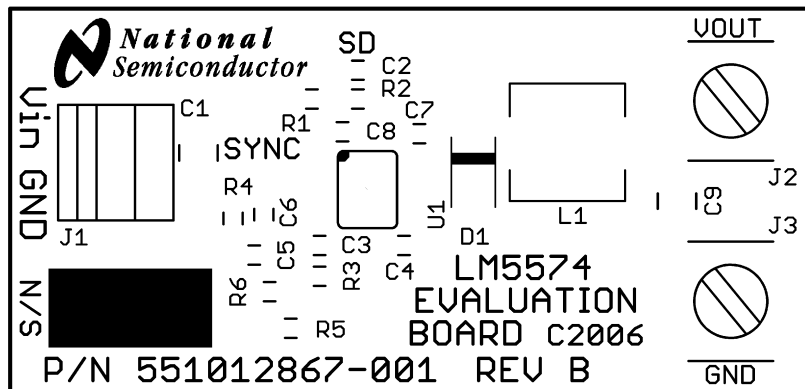 National
Semiconductor
SD
VOUT
C2
R2
C1
R1
C7
C8
Vin GND
SYNC
J2
R4
C6
U1
L1
C9
J3
J1
C5
C3
D1
C4
R3
R6
LM5574
EVALUATION
BOARD C2006
N/S
R5
P/N 551012867-001 REV B
GND